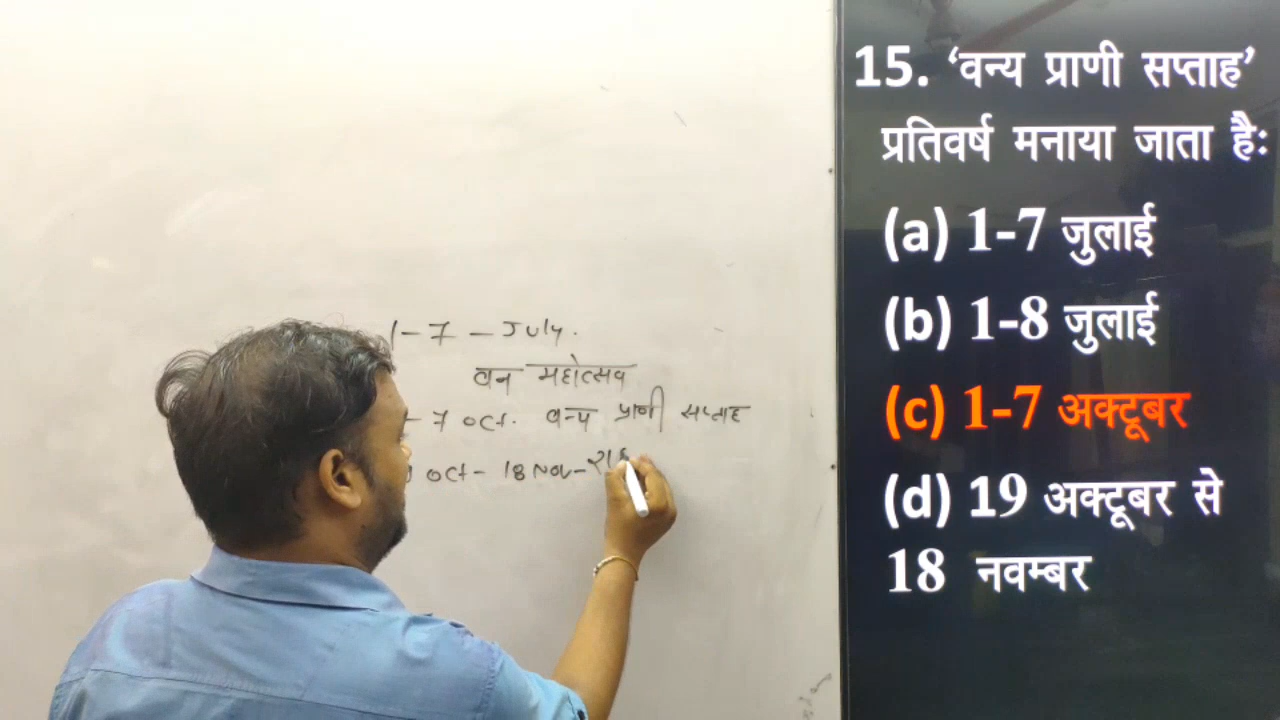 1-7 - July.
वन महोत्सव
- 7 oct. वन्य प्राणी सप्ताह
oct - 18 Nov -
15. ‘वन्य प्राणी सप्ताह’
प्रतिवर्ष मनाया जाता हैः
(a) 1-7 जुलाई
(b) 1-8 जुलाई
(c) 1-7 अक्टूबर
(d) 19 अक्टूबर से
18 नवम्बर